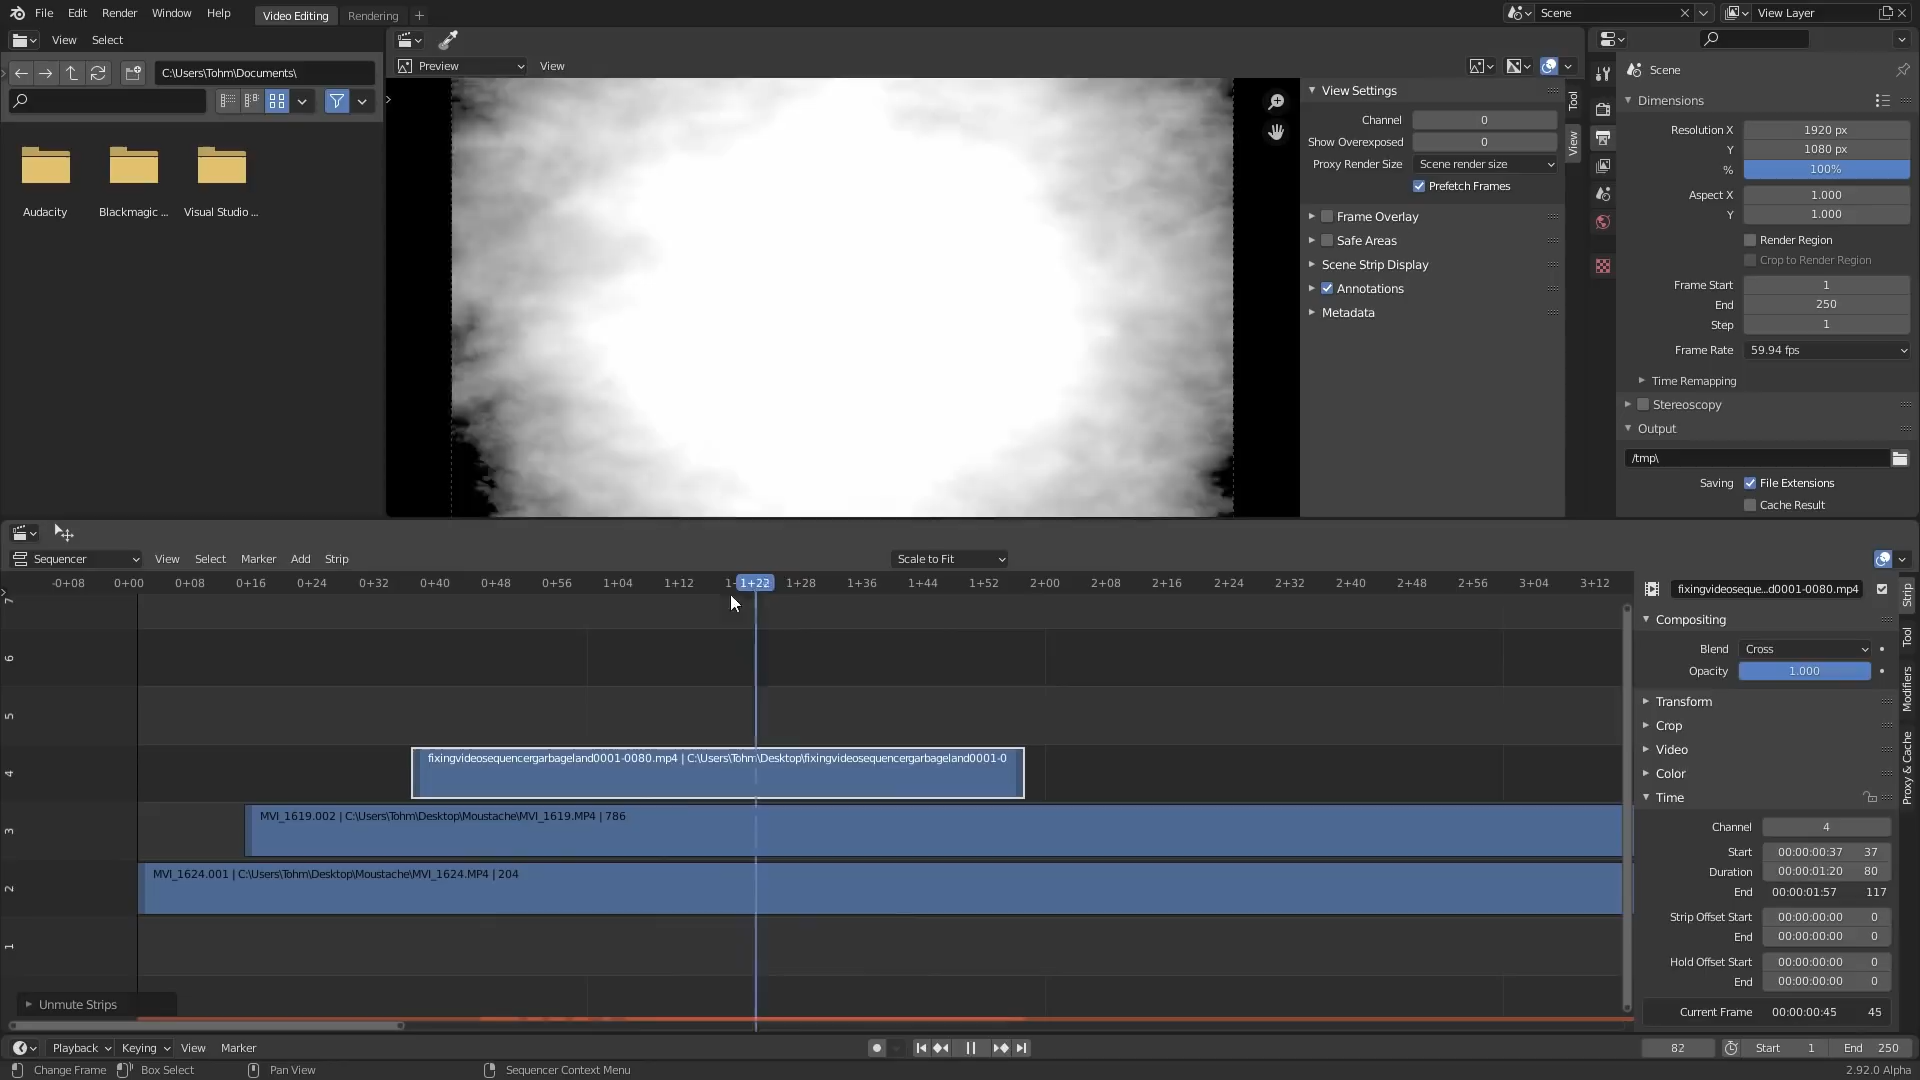 File Edit Render Window Help Video Editing Rendering + Scene View Layer
View Select
C:\Users\Tohm\Documents\
Audacity Blackmagic ... Visual Studio ...
Preview View
View Settings
Channel 0
Show Overexposed 0
Proxy Render Size Scene render size
Prefetch Frames
Frame Overlay
Safe Areas
Scene Strip Display
Annotations
Metadata
Tool
View
Scene
Dimensions
Resolution X 1920 px
Y 1080 px
% 100%
Aspect X 1.000
Y 1.000
Render Region
Crop to Render Region
Frame Start 1
End 250
Step 1
Frame Rate 59.94 fps
Time Remapping
Stereoscopy
Output
/tmp\
Saving File Extensions
Cache Result
Sequencer View Select Marker Add Strip Scale to Fit
-0+08 0+00 0+08 0+16 0+24 0+32 0+40 0+48 0+56 1+04 1+12 1+22 1+28 1+36 1+44 1+52 2+00 2+08 2+16 2+24 2+32 2+40 2+48 2+56 3+04 3+12
7
6
5
4
3
2
1
fixingvideosequencergarbageland0001-0080.mp4 | C:\Users\Tohm\Desktop\fixingvideosequencergarbageland0001-0
MVI_1619.002 | C:\Users\Tohm\Desktop\Moustache\MVI_1619.MP4 | 786
MVI_1624.001 | C:\Users\Tohm\Desktop\Moustache\MVI_1624.MP4 | 204
Unmute Strips
fixingvideoseque...d0001-0080.mp4
Compositing
Blend Cross
Opacity 1.000
Transform
Crop
Video
Color
Time
Channel 4
Start 00:00:00:37 37
Duration 00:00:01:20 80
End 00:00:01:57 117
Strip Offset Start 00:00:00:00 0
End 00:00:00:00 0
Hold Offset Start 00:00:00:00 0
End 00:00:00:00 0
Current Frame 00:00:00:45 45
Strip
Tool
Modifiers
Proxy & Cache
Playback Keying View Marker 82 Start 1 End 250
Change Frame Box Select Pan View Sequencer Context Menu 2.92.0 Alpha